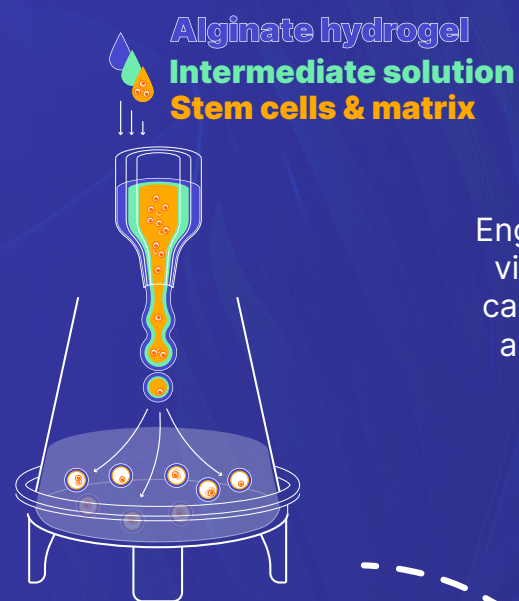 Alginate hydrogel
Intermediate solution
Stem cells & matrix